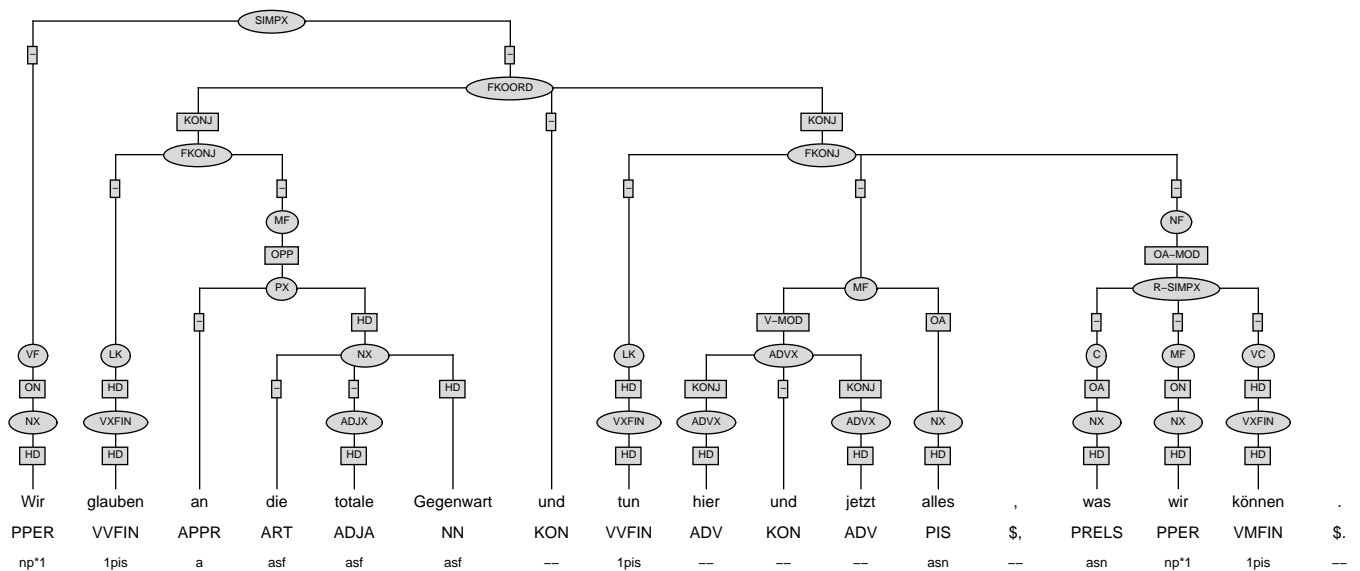 SIMPX
– –
FKOORD
KONJ – KONJ
FKONJ FKONJ
– – – – –
MF NF
OPP OA–MOD
PX MF R–SIMPX
– HD V–MOD OA – – –
VF LK NX LK ADVX C MF VC
ON HD – – HD HD KONJ – KONJ OA ON HD
NX VXFIN ADJX VXFIN ADVX ADVX NX NX NX VXFIN
HD HD HD HD HD HD HD HD HD HD
Wir glauben an die totale Gegenwart und tun hier und jetzt alles , was wir können .
PPER VVFIN APPR ART ADJA NN KON VVFIN ADV KON ADV PIS $, PRELS PPER VMFIN $.
np*1 1pis a asf asf asf –– 1pis –– –– –– asn –– asn np*1 1pis ––